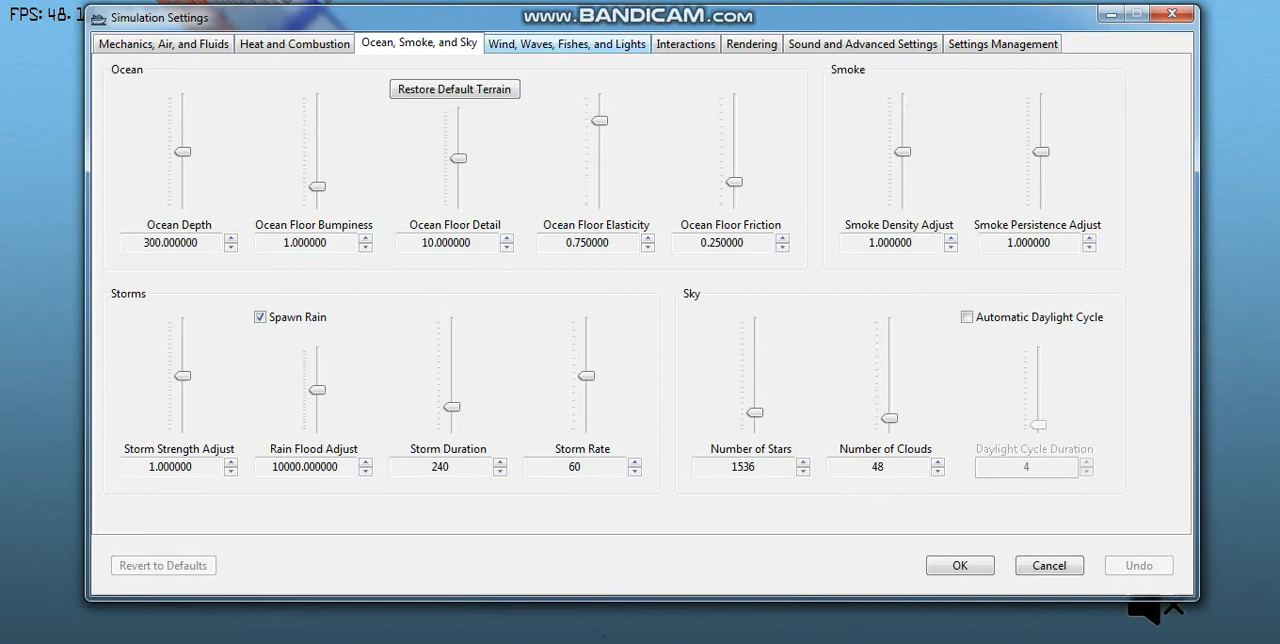 FPS: 48.1
Simulation Settings
www.BANDICAM.com
Mechanics, Air, and Fluids
Heat and Combustion
Ocean, Smoke, and Sky
Wind, Waves, Fishes, and Lights
Interactions
Rendering
Sound and Advanced Settings
Settings Management
Ocean
Restore Default Terrain
Ocean Depth
300.000000
Ocean Floor Bumpiness
1.000000
Ocean Floor Detail
10.000000
Ocean Floor Elasticity
0.750000
Ocean Floor Friction
0.250000
Smoke
Smoke Density Adjust
1.000000
Smoke Persistence Adjust
1.000000
Storms
Spawn Rain
Storm Strength Adjust
1.000000
Rain Flood Adjust
10000.000000
Storm Duration
240
Storm Rate
60
Sky
Automatic Daylight Cycle
Number of Stars
1536
Number of Clouds
48
Daylight Cycle Duration
4
Revert to Defaults
OK
Cancel
Undo